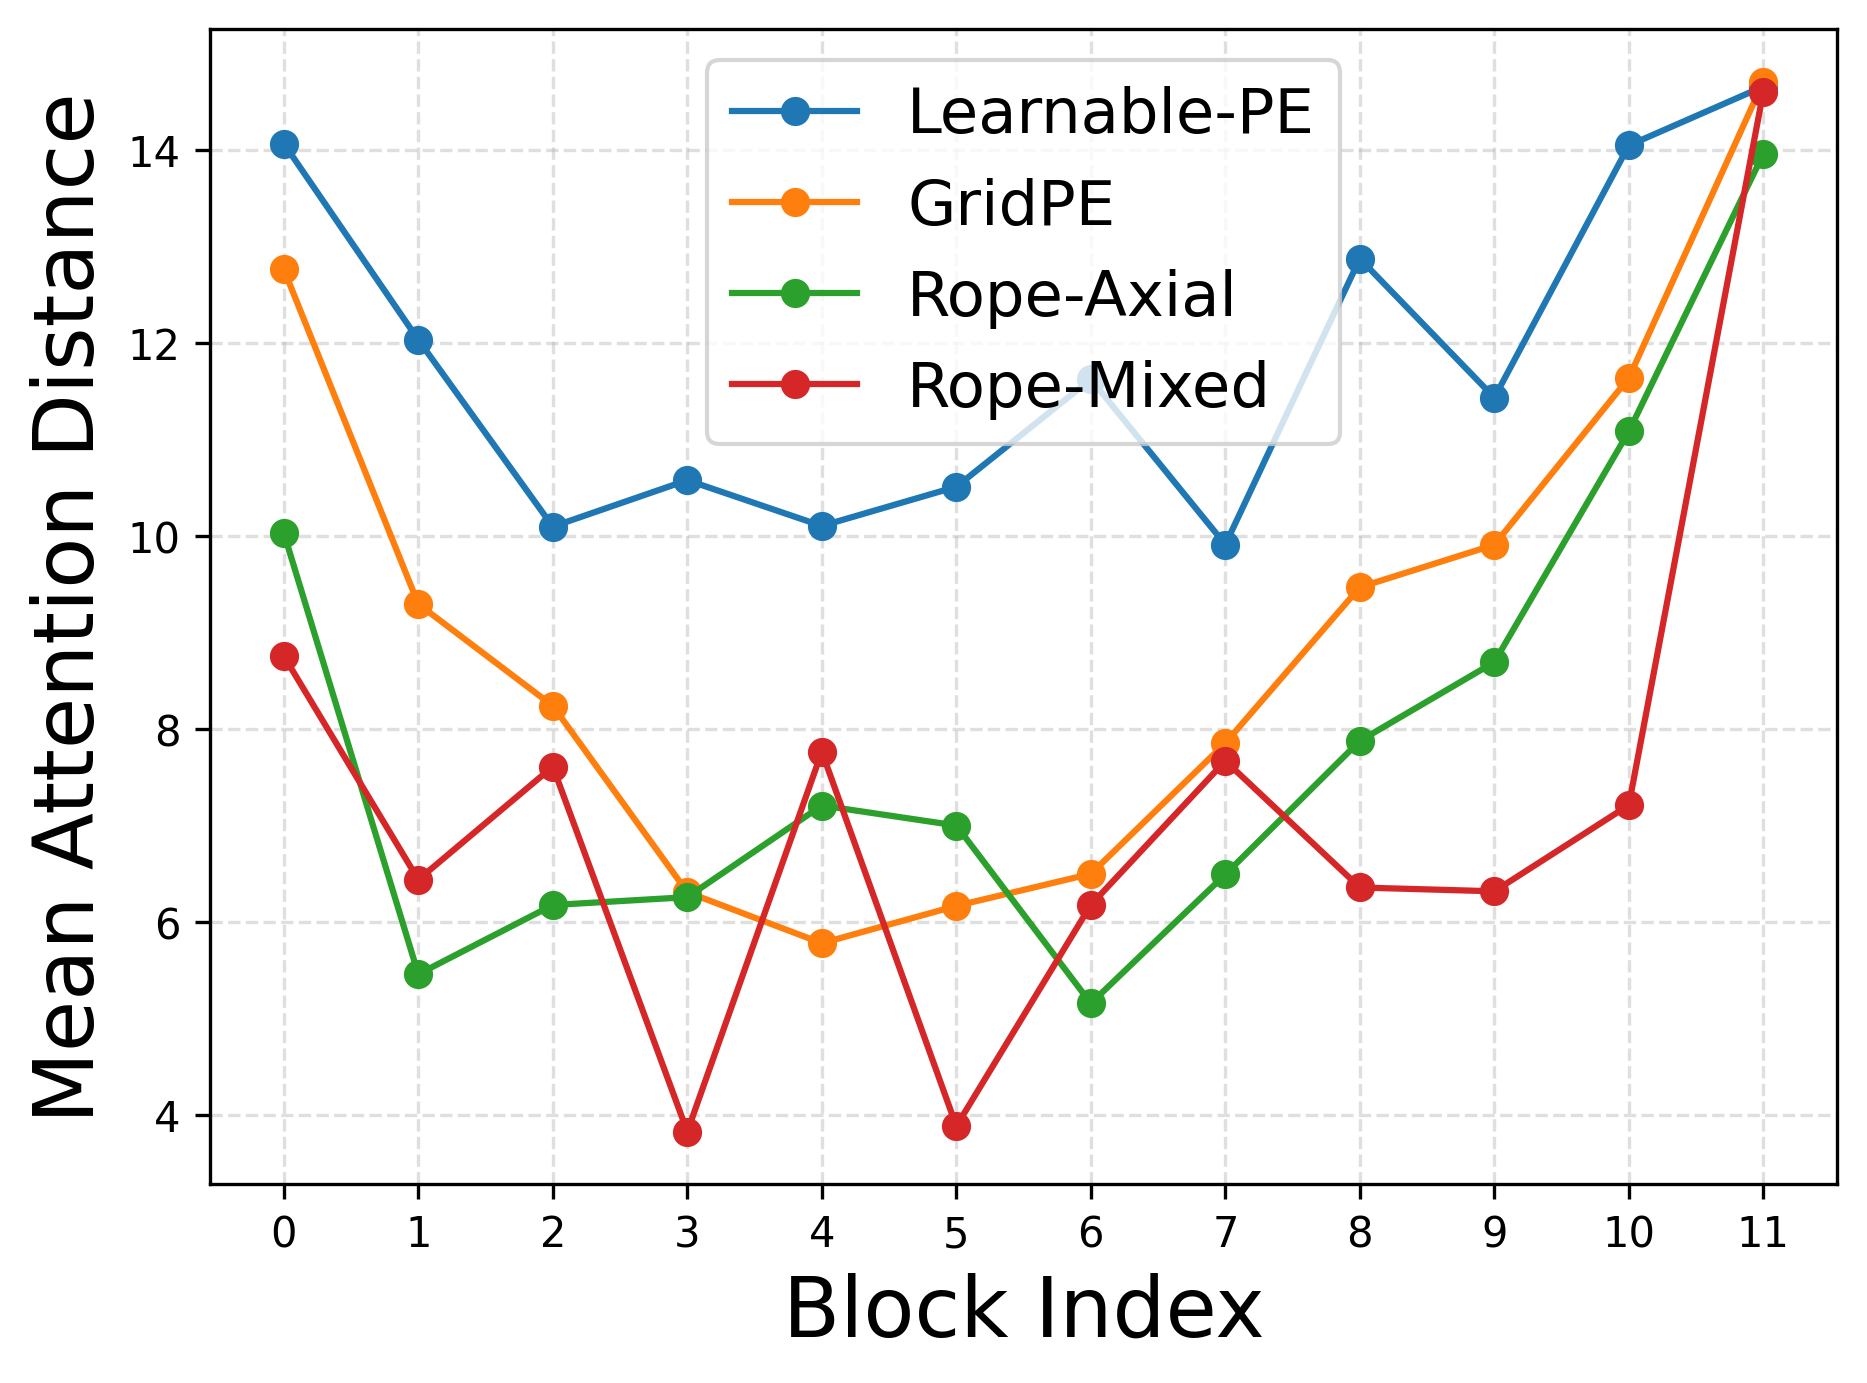 Mean Attention Distance
14
12
10
8
6
4
Learnable-PE
GridPE
Rope-Axial
Rope-Mixed
0 1 2 3 4 5 6 7 8 9 10 11
Block Index